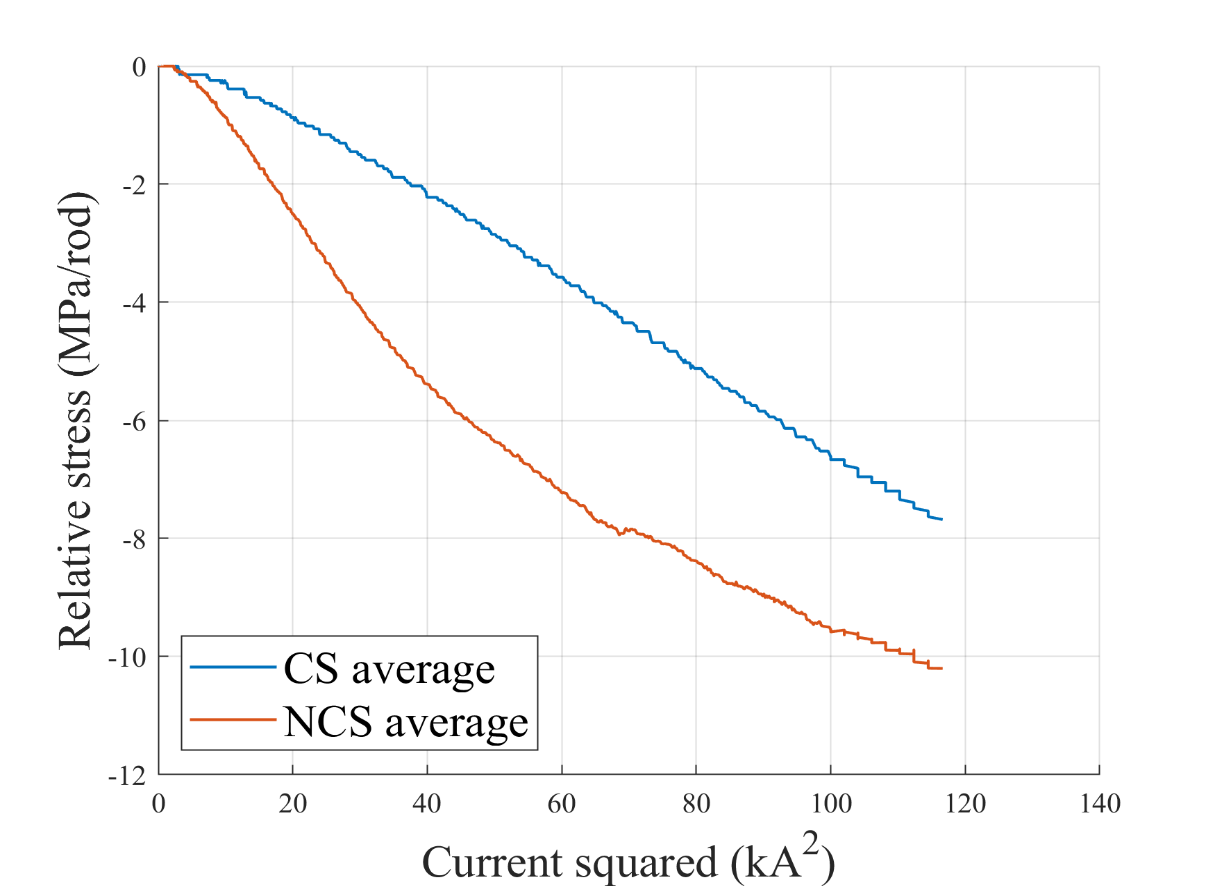 0
-2
-4
-6
-8
-10
-12
Relative stress (MPa/rod)
CS average
NCS average
0 20 40 60 80 100 120 140
Current squared (kA²)